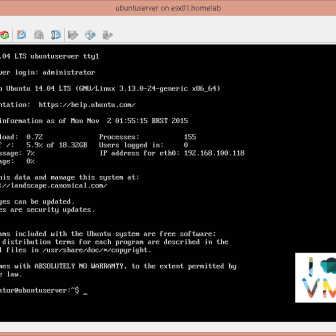 ubuntuserver on esx01.homelab
.04 LTS ubuntuserver tty1
ver login: administrator
o Ubuntu 14.04 LTS (GNU/Linux 3.13.0-24-generic x86_64)
ntation: https://help.ubuntu.com/
information as of Mon Nov 2 01:55:15 BRST 2015
load: 0.72 Processes: 155
f /: 5.9% of 18.32GB Users logged in: 0
usage: 7% IP address for eth0: 192.168.100.118
age: 0%
his data and manage this system at:
://landscape.canonical.com/
ges can be updated.
es are security updates.
ams included with the Ubuntu system are free software;
distribution terms for each program are described in the
l files in /usr/share/doc/*/copyright.
mes with ABSOLUTELY NO WARRANTY, to the extent permitted by
e law.
ator@ubuntuserver:~$ _
I
VM